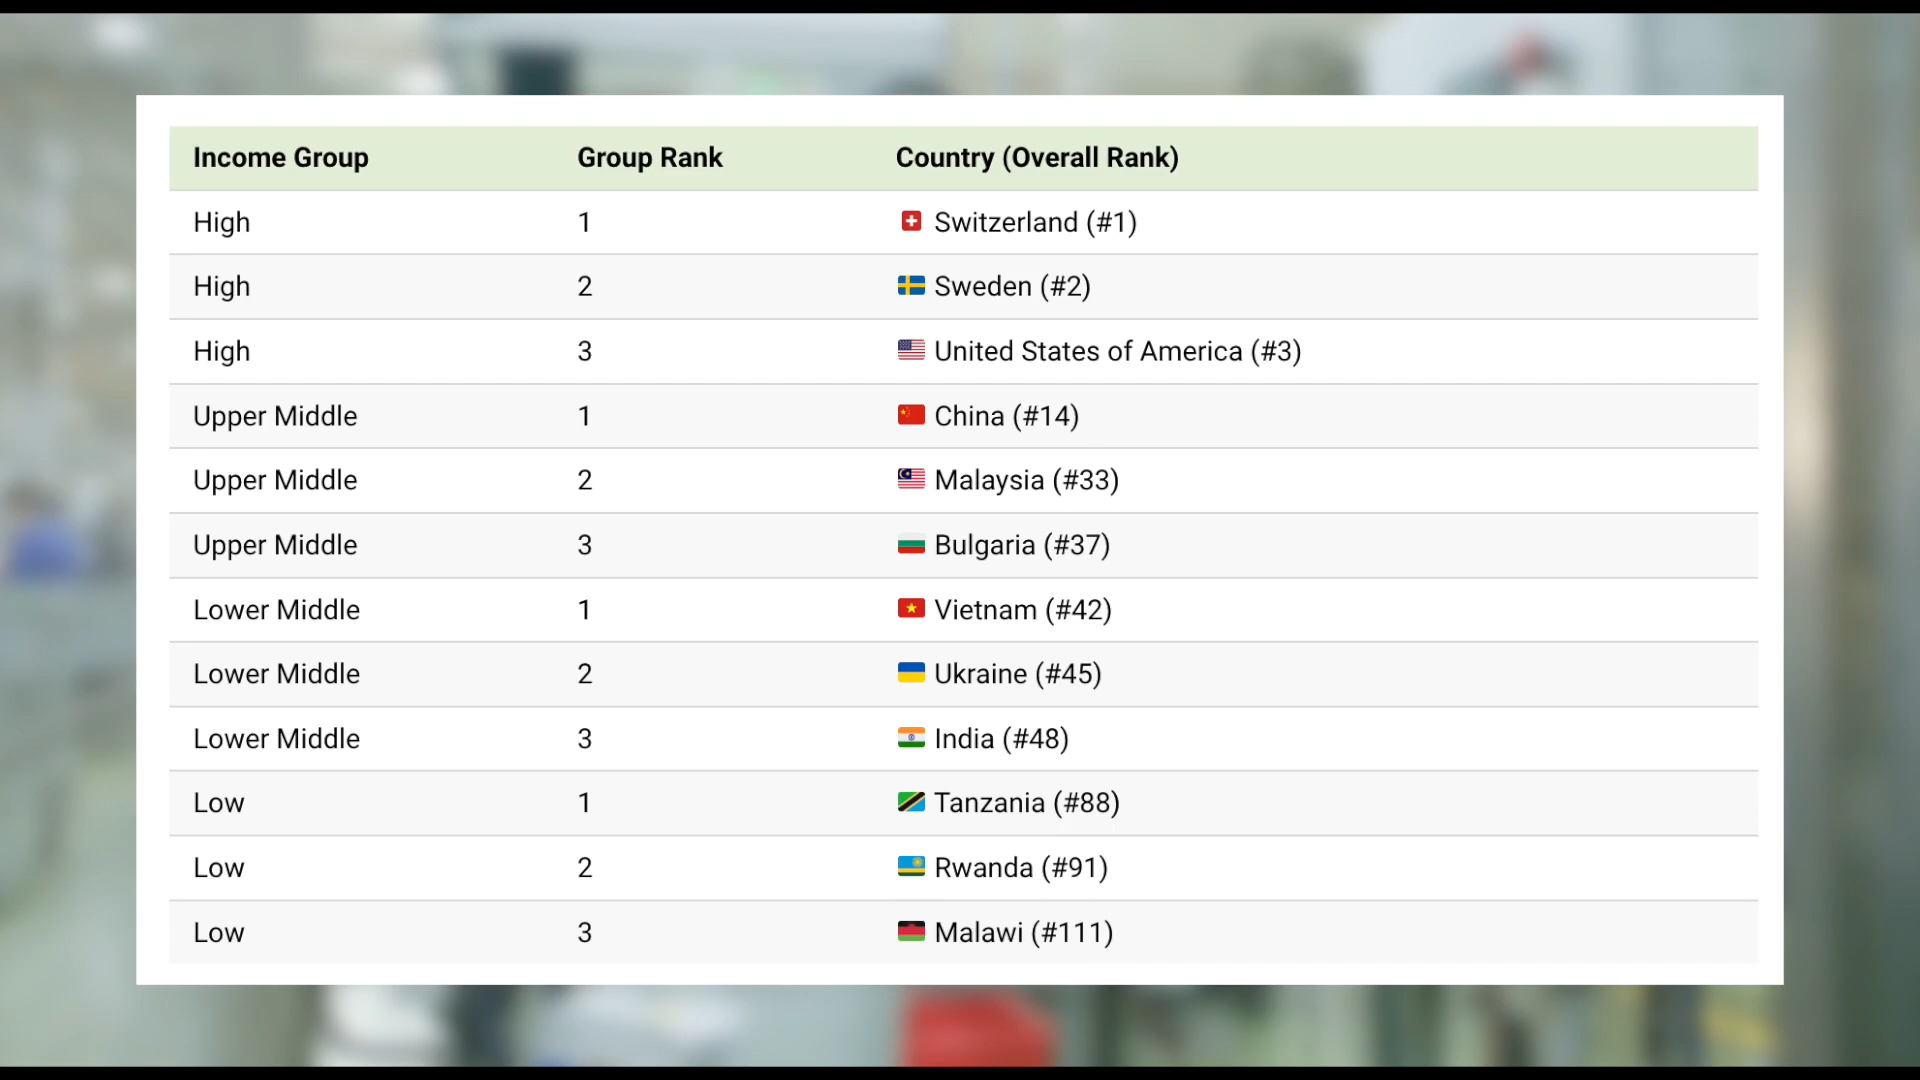 Income Group Group Rank Country (Overall Rank)
High 1 Switzerland (#1)
High 2 Sweden (#2)
High 3 United States of America (#3)
Upper Middle 1 China (#14)
Upper Middle 2 Malaysia (#33)
Upper Middle 3 Bulgaria (#37)
Lower Middle 1 Vietnam (#42)
Lower Middle 2 Ukraine (#45)
Lower Middle 3 India (#48)
Low 1 Tanzania (#88)
Low 2 Rwanda (#91)
Low 3 Malawi (#111)